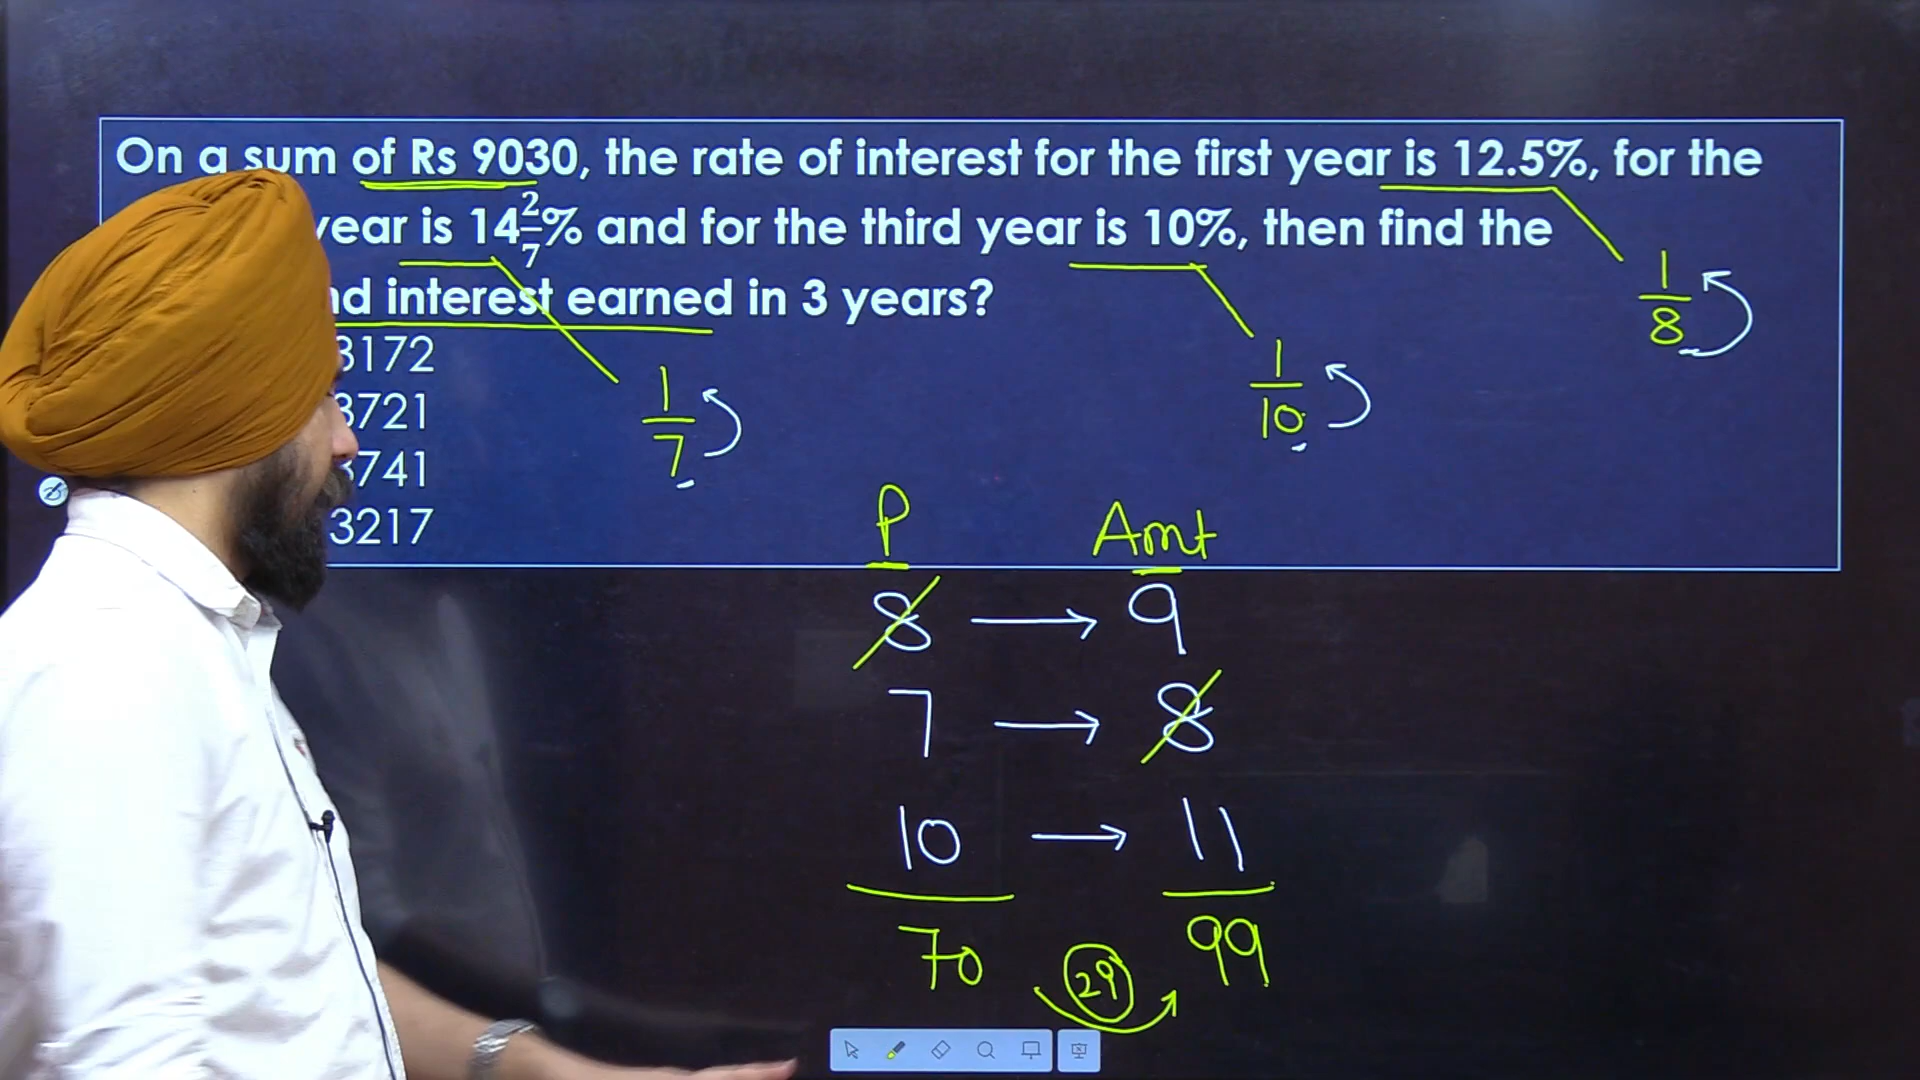 On a sum of Rs 9030, the rate of interest for the first year is 12.5%, for the
year is 14 2/7% and for the third year is 10%, then find the
nd interest earned in 3 years?
3172
3721
3741
3217
1/8
1/10
1/7
P Amt
8 → 9
7 → 8
10 → 11
70 29 99